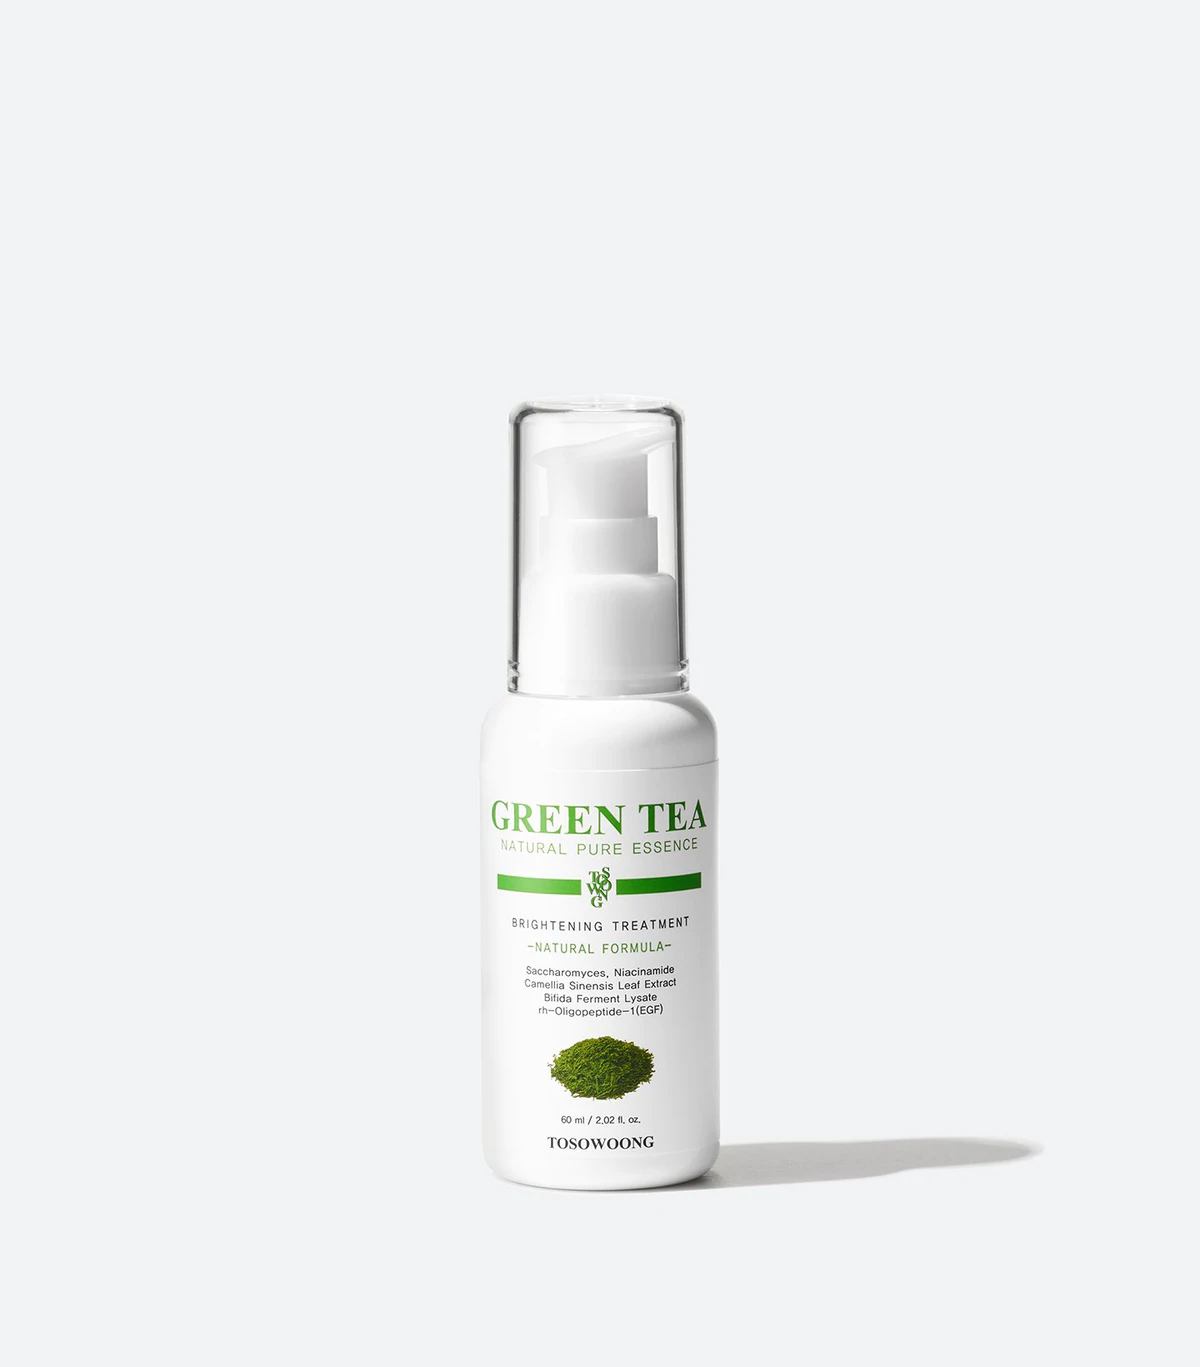 GREEN TEA
NATURAL PURE ESSENCE
TOSOWOONG
BRIGHTENING TREATMENT
-NATURAL FORMULA-
Saccharomyces, Niacinamide
Camellia Sinensis Leaf Extract
Bifida Ferment Lysate
rh-Oligopeptide-1(EGF)
60 ml / 2.02 fl. oz.
TOSOWOONG